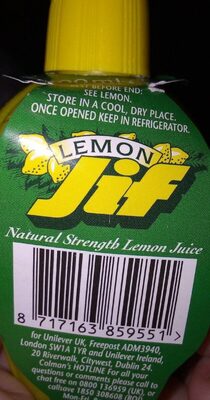 BEST BEFORE END:
SEE LEMON.
STORE IN A COOL, DRY PLACE.
ONCE OPENED KEEP IN REFRIGERATOR.
LEMON
Jif
Natural Strength Lemon Juice
8 717163 859551 >
for Unilever UK, Freepost ADM3940,
London SW1A 1YR and Unilever Ireland,
20 Riverwalk, Citywest, Dublin 24.
Colman's HOTLINE For all your
questions or comments please call to
chat free on 0800 136959 (UK), or
callsave 1850 308608 (ROI)